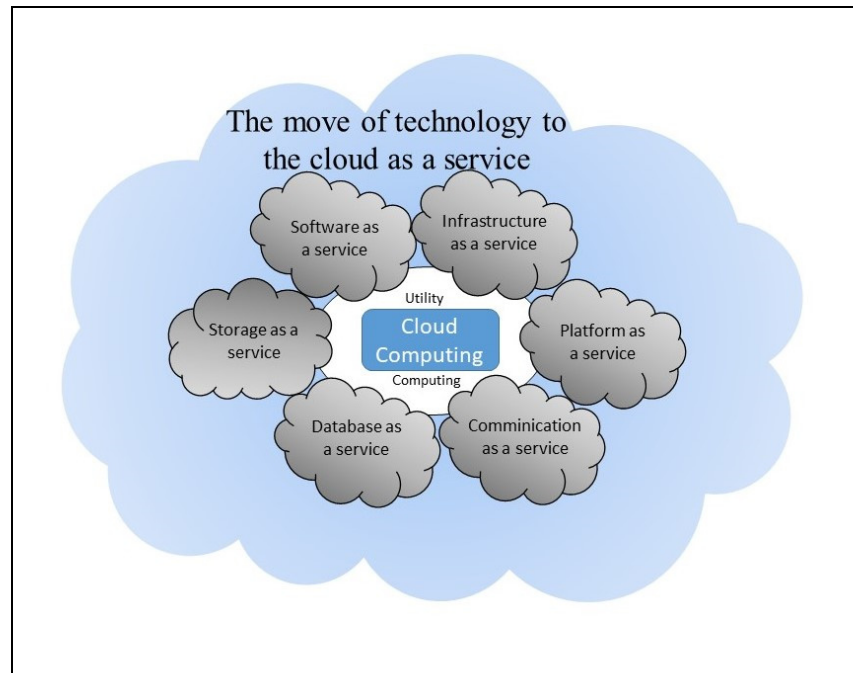 The move of technology to
the cloud as a service
Software as
a service
Infrastructure
as a service
Storage as a
service
Utility
Cloud
Computing
Computing
Platform as
a service
Database as
a service
Comminication
as a service